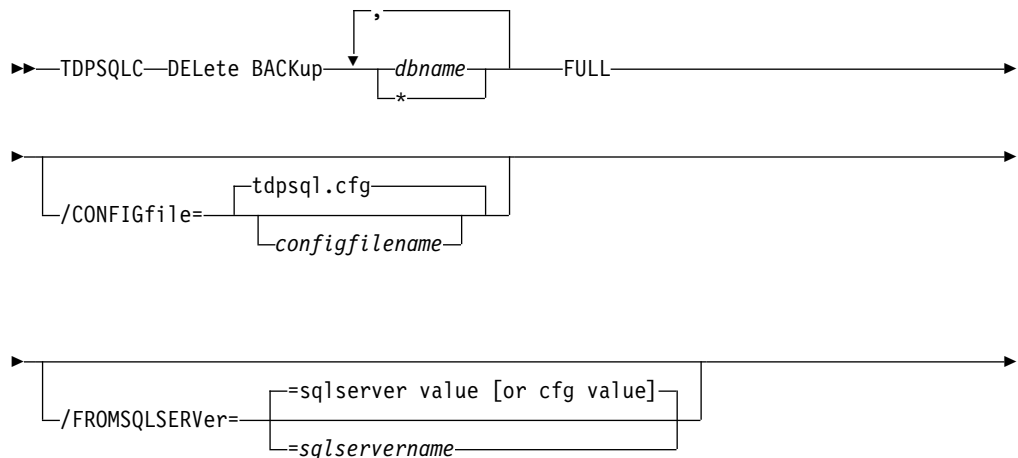 ,
TDPSQLC DELete BACKup dbname FULL
*
tdpsql.cfg
/CONFIGfile=
configfilename
=sqlserver value [or cfg value]
/FROMSQLSERVer=
=sqlservername